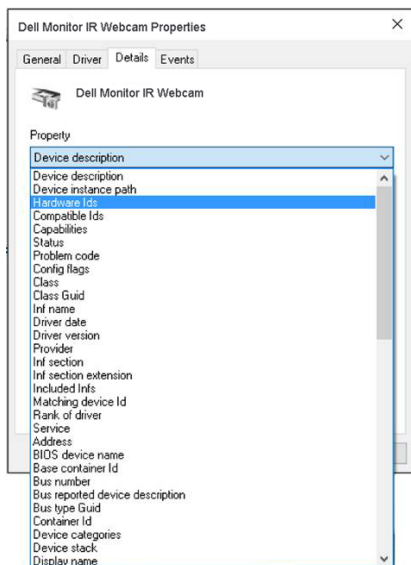 Dell Monitor IR Webcam Properties
General Driver Details Events
Dell Monitor IR Webcam
Property
Device description
Device description
Device instance path
Hardware Ids
Compatible Ids
Capabilities
Status
Problem code
Config flags
Class
Class Guid
Inf name
Driver date
Driver version
Provider
Inf section
Inf section extension
Included Infs
Matching device Id
Rank of driver
Service
Address
BIOS device name
Base container Id
Bus number
Bus reported device description
Bus type Guid
Container Id
Device categories
Device stack
Display name